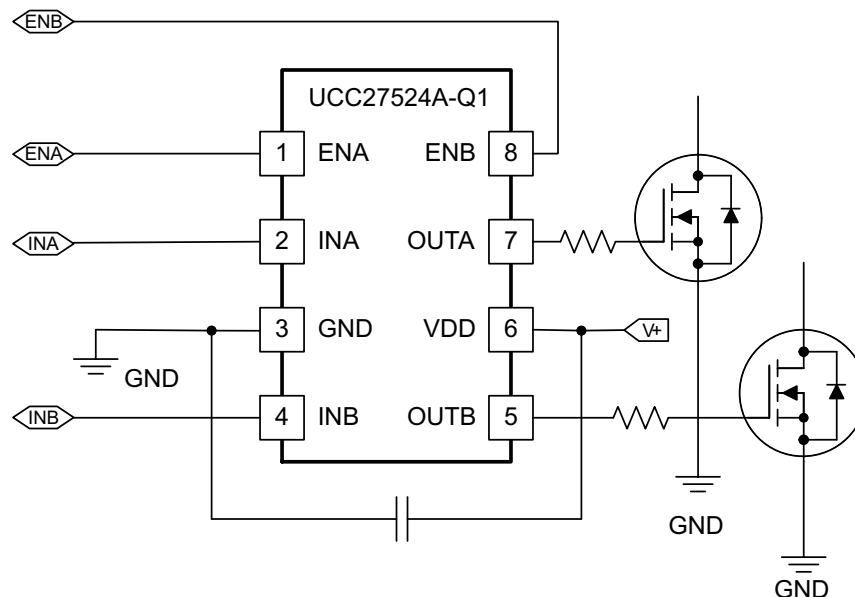 ENB
UCC27524A-Q1
ENA
1
ENA
ENB
8
INA
2
INA
OUTA
7
3
GND
VDD
6
V+
GND
INB
4
INB
OUTB
5
GND
GND